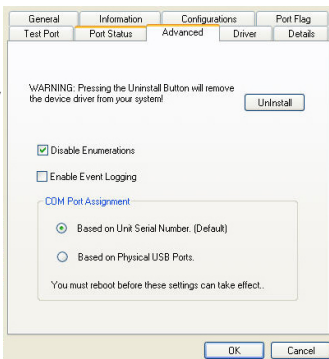 General Information Configurations Port Flag
Test Port Port Status Advanced Driver Details
WARNING: Pressing the Uninstall Button will remove
the device driver from your system!
UnInstall
Disable Enumerations
Enable Event Logging
COM Port Assignment
Based on Unit Serial Number. (Default)
Based on Physical USB Ports.
You must reboot before these settings can take effect..
OK Cancel